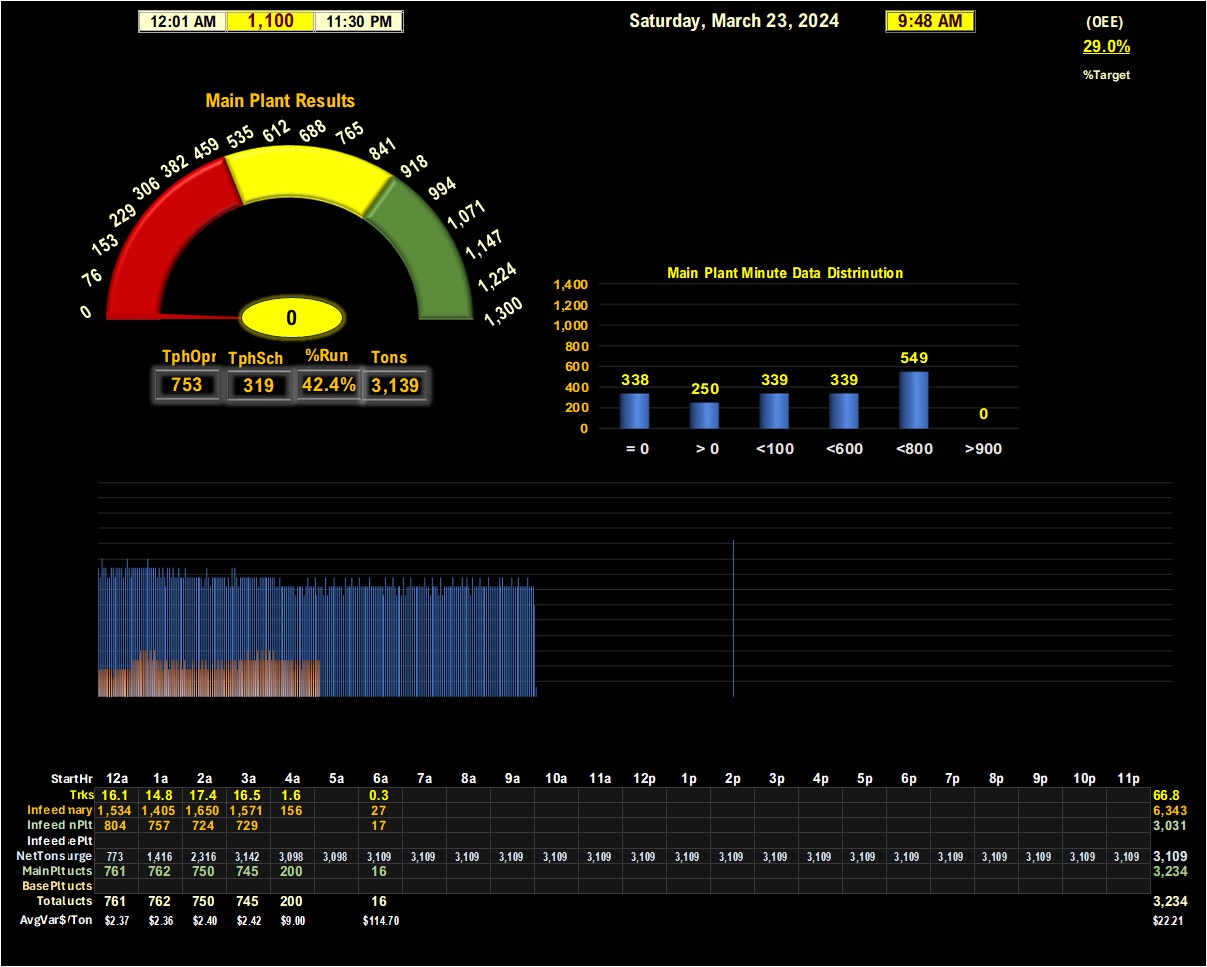 12:01 AM 1,100 11:30 PM Saturday, March 23, 2024 9:48 AM (OEE)
29.0%
%Target
Main Plant Results
0 76 153 229 306 382 459 535 612 688 765 841 918 994 1,071 1,147 1,224 1,300
0
TphOpr TphSch %Run Tons
753 319 42.4% 3,139
Main Plant Minute Data Distrinution
1,400
1,200
1,000
800
600
400
200
0
338 250 339 339 549 0
= 0 > 0 <100 <600 <800 >900
StartHr 12a 1a 2a 3a 4a 5a 6a 7a 8a 9a 10a 11a 12p 1p 2p 3p 4p 5p 6p 7p 8p 9p 10p 11p
Trks 16.1 14.8 17.4 16.5 1.6 0.3 66.8
Infeed nary 1,534 1,405 1,650 1,571 156 27 6,343
Infeed nPlt 804 757 724 729 17 3,031
Infeed ePlt
NetTons urge 773 1,416 2,316 3,142 3,098 3,098 3,109 3,109 3,109 3,109 3,109 3,109 3,109 3,109 3,109 3,109 3,109 3,109 3,109 3,109 3,109 3,109 3,109 3,109 3,109
MainPlt ucts 761 762 750 745 200 16 3,234
BasePlt ucts
Total ucts 761 762 750 745 200 16 3,234
AvgVar$/Ton $2.37 $2.36 $2.40 $2.42 $9.00 $114.70 $22.21